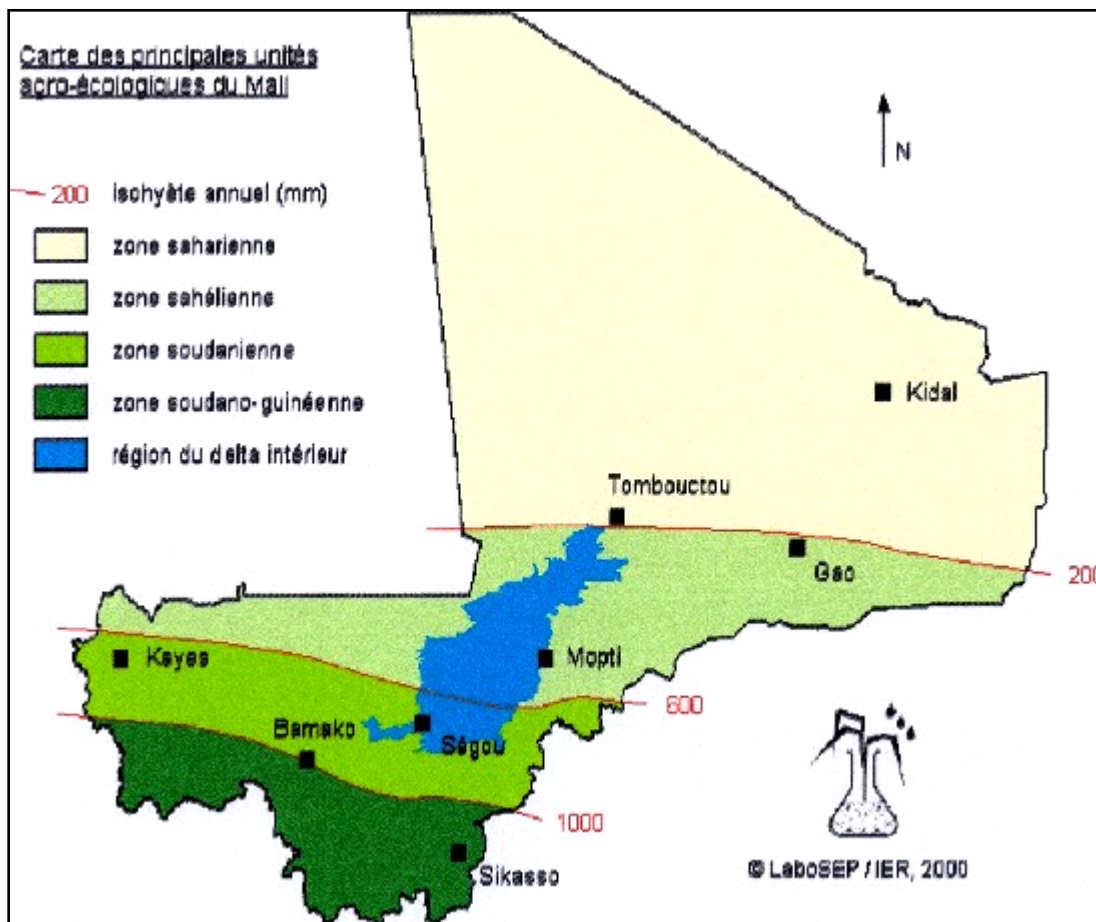 Carte des principales unités
agro-écologiques du Mali
N
200 isohyète annuel (mm)
zone saharienne
zone sahélienne
zone soudanienne
zone soudano-guinéenne
région du delta intérieur
Kidal
Tombouctou
Gao
200
Kayes
Mopti
600
Bamako
Ségou
1000
Sikasso
© LaboSEP / IER, 2000